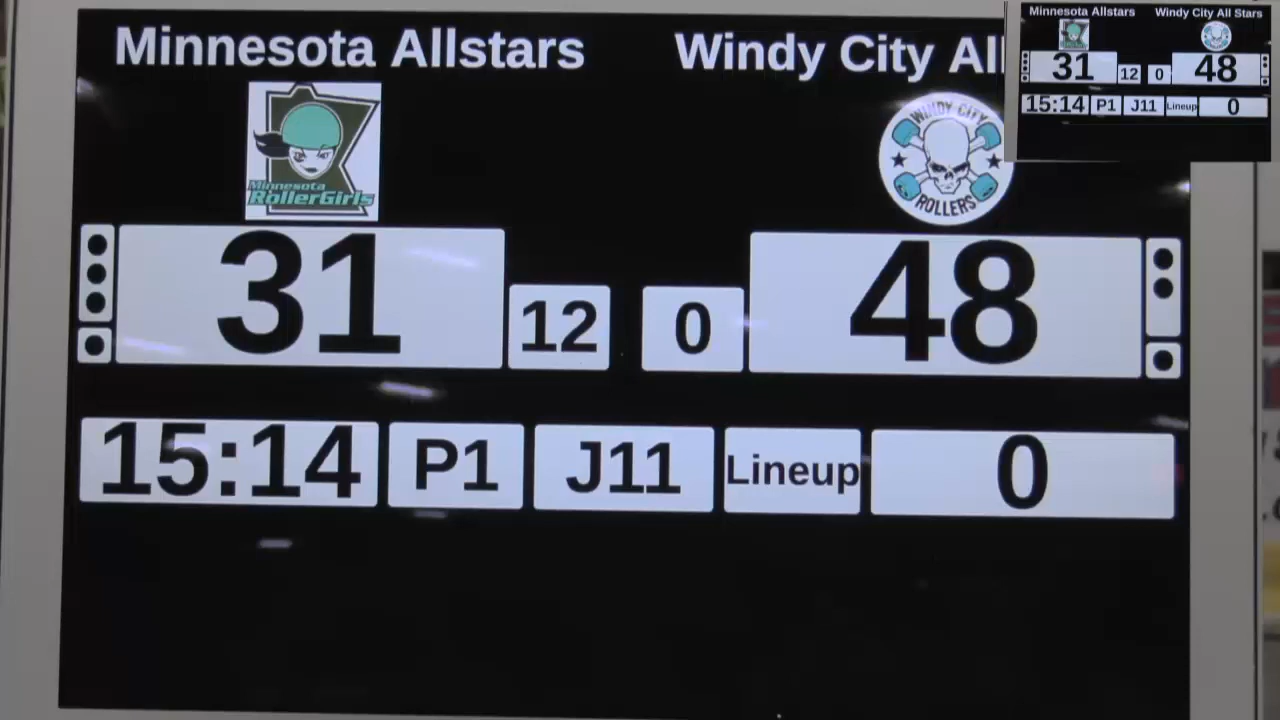 Minnesota Allstars
Windy City All
Minnesota
RollerGirls
WINDY CITY
ROLLERS
31
12
0
48
15:14
P1
J11
Lineup
0
Minnesota Allstars
Windy City All Stars
31
12
0
48
15:14
P1
J11
Lineup
0